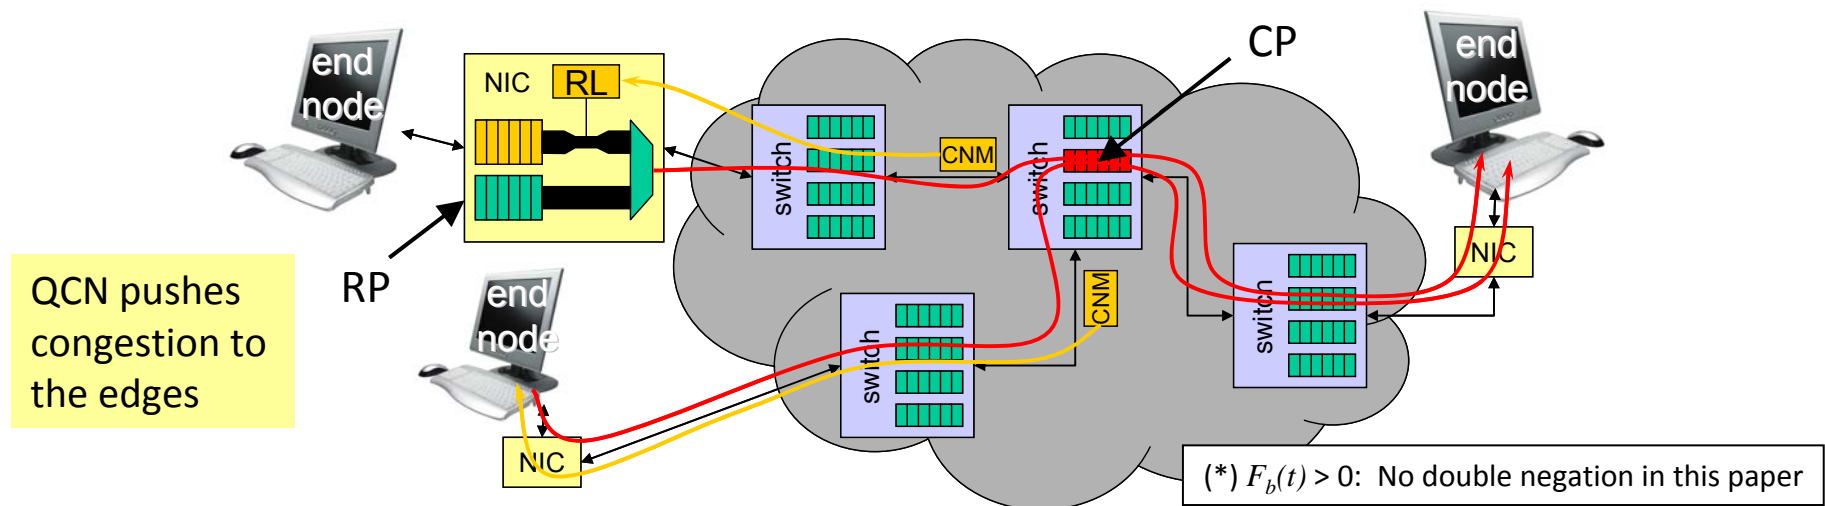 end
node
NIC
RL
switch
CNM
switch
CP
end
node
NIC
RP
QCN pushes
congestion to
the edges
end
node
NIC
switch
CNM
switch
(*) F_b(t) > 0: No double negation in this paper